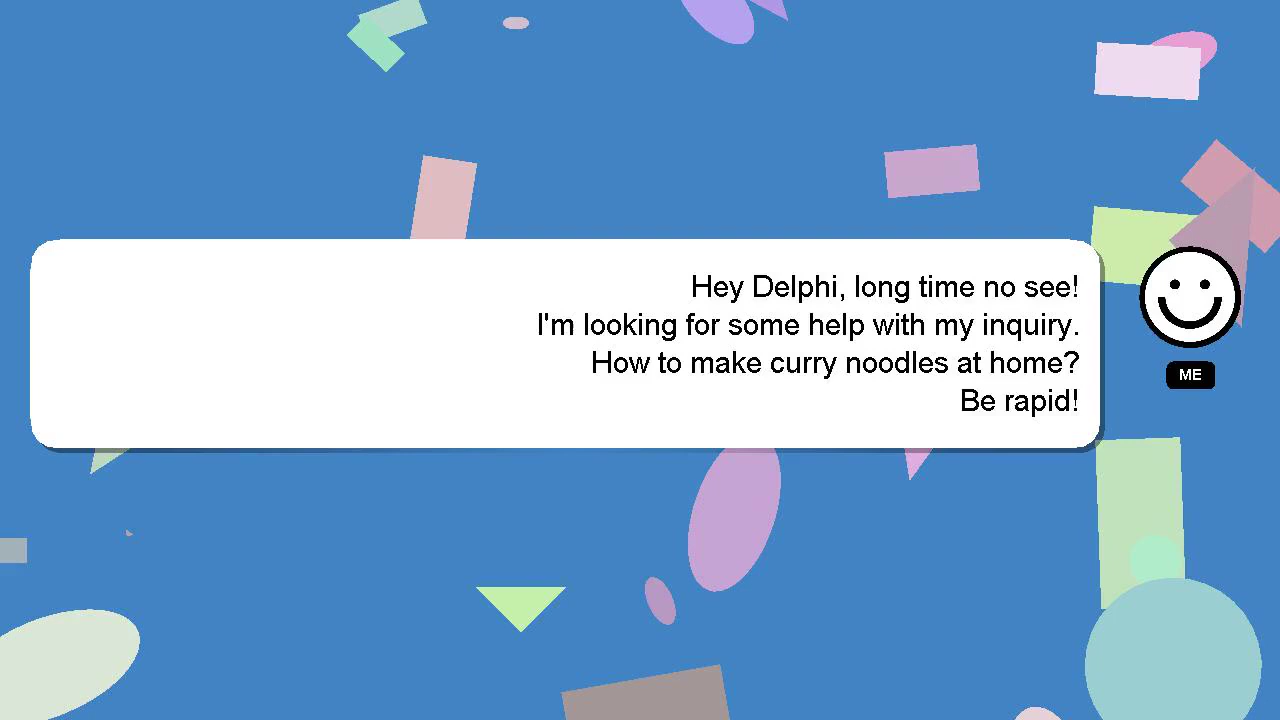 Hey Delphi, long time no see!
I'm looking for some help with my inquiry.
How to make curry noodles at home?
Be rapid!
ME